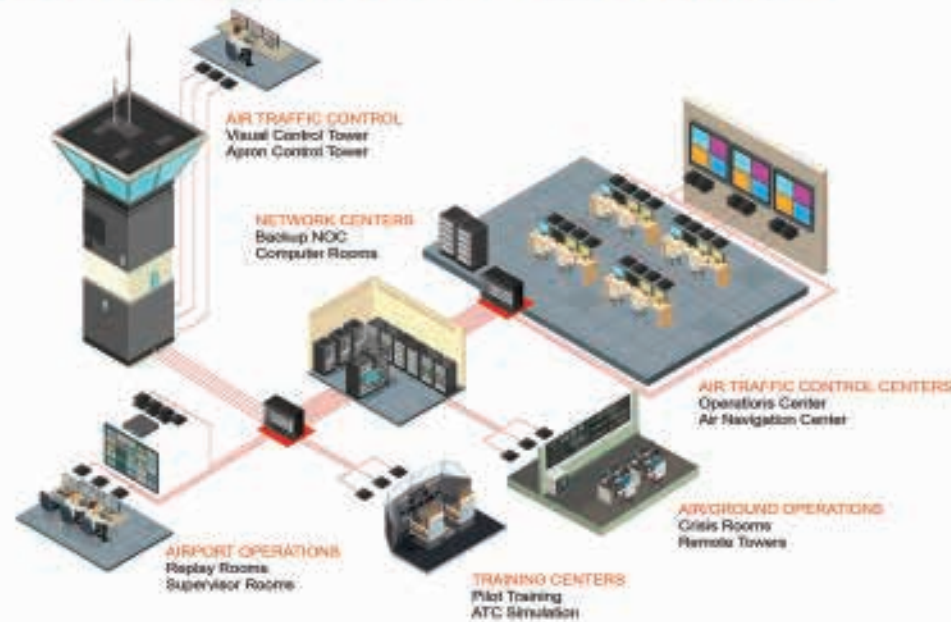 AIR TRAFFIC CONTROL
Visual Control Tower
Apron Control Tower
NETWORK CENTERS
Backup NOC
Computer Rooms
AIR TRAFFIC CONTROL CENTERS
Operations Center
Air Navigation Center
AIR/GROUND OPERATIONS
Crisis Rooms
Remote Towers
AIRPORT OPERATIONS
Replay Rooms
Supervisor Rooms
TRAINING CENTERS
Pilot Training
ATC Simulation